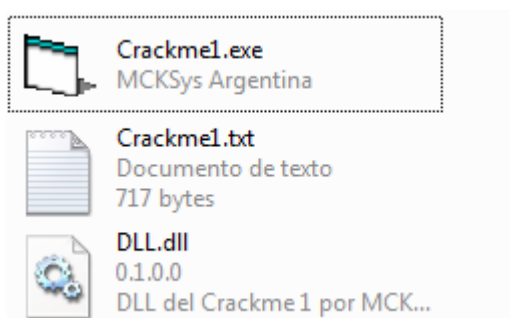 Crackme1.exe
MCKSys Argentina
Crackme1.txt
Documento de texto
717 bytes
DLL.dll
0.1.0.0
DLL del Crackme 1 por MCK...